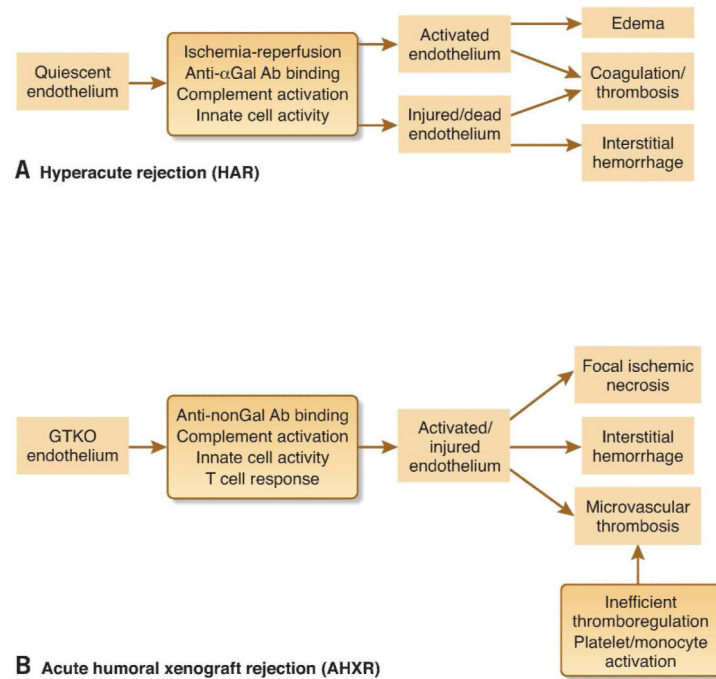 Quiescent
endothelium
Ischemia-reperfusion
Anti-αGal Ab binding
Complement activation
Innate cell activity
Activated
endothelium
Injured/dead
endothelium
Edema
Coagulation/
thrombosis
Interstitial
hemorrhage
A Hyperacute rejection (HAR)
GTKO
endothelium
Anti-nonGal Ab binding
Complement activation
Innate cell activity
T cell response
Activated/
injured
endothelium
Focal ischemic
necrosis
Interstitial
hemorrhage
Microvascular
thrombosis
Inefficient
thromboregulation
Platelet/monocyte
activation
B Acute humoral xenograft rejection (AHXR)